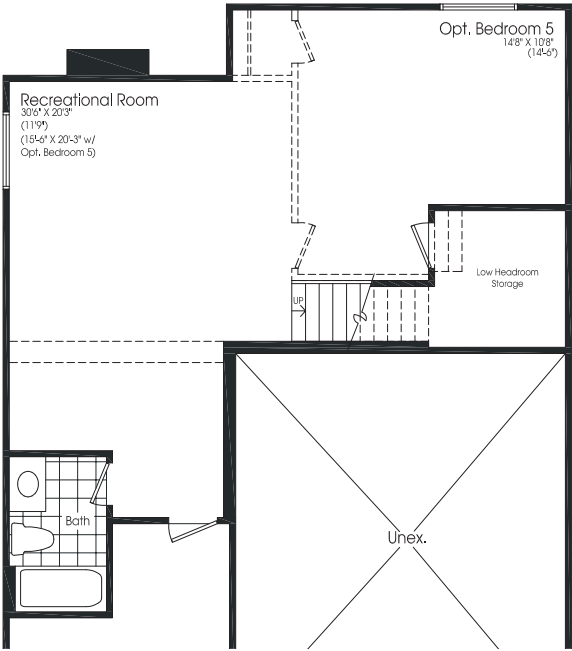 Opt. Bedroom 5
14'8" X 10'8"
(14'-6")
Recreational Room
30'6" X 20'3"
(11'9")
(15'-6" X 20'-3" w/
Opt. Bedroom 5)
Low Headroom
Storage
UP
Bath
Unex.